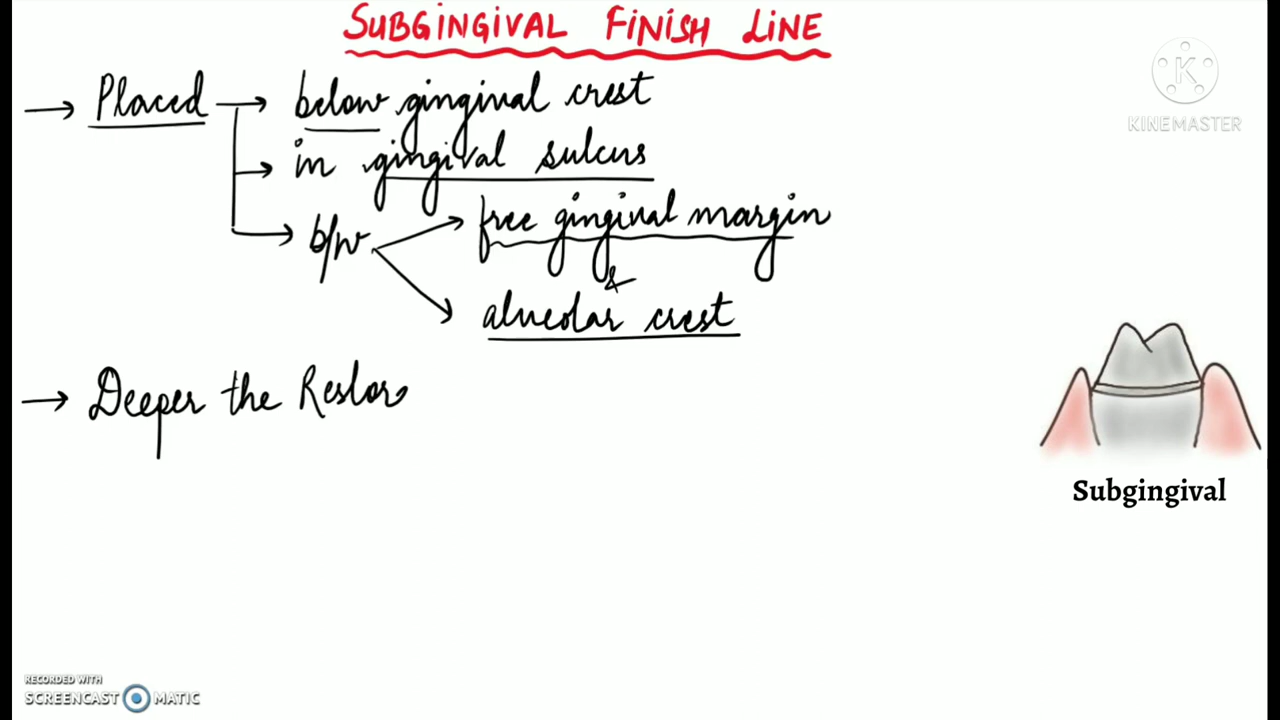 SUBGINGIVAL FINISH LINE
→ Placed → below gingival crest
→ in gingival sulcus
→ b/w → free gingival margin
&
→ alveolar crest
→ Deeper the Restor
Subgingival
K
KINEMASTER
RECORDED WITH
SCREENCAST MATIC